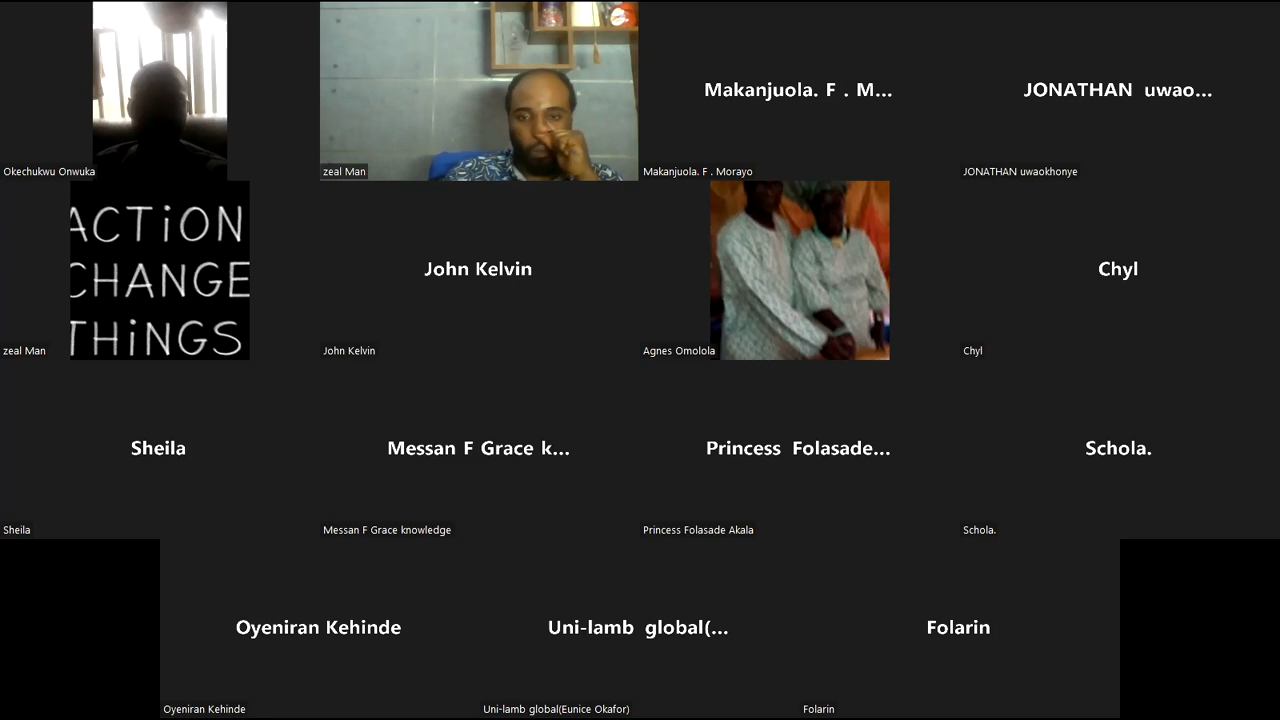 Okechukwu Onwuka
zeal Man
Makanjuola. F . M...
Makanjuola. F . Morayo
JONATHAN uwao...
JONATHAN uwaokhonye
ACTiON
CHANGE
THiNGS
zeal Man
John Kelvin
John Kelvin
Agnes Omolola
Chyl
Chyl
Sheila
Sheila
Messan F Grace k...
Messan F Grace knowledge
Princess Folasade...
Princess Folasade Akala
Schola.
Schola.
Oyeniran Kehinde
Oyeniran Kehinde
Uni-lamb global(...
Uni-lamb global(Eunice Okafor)
Folarin
Folarin